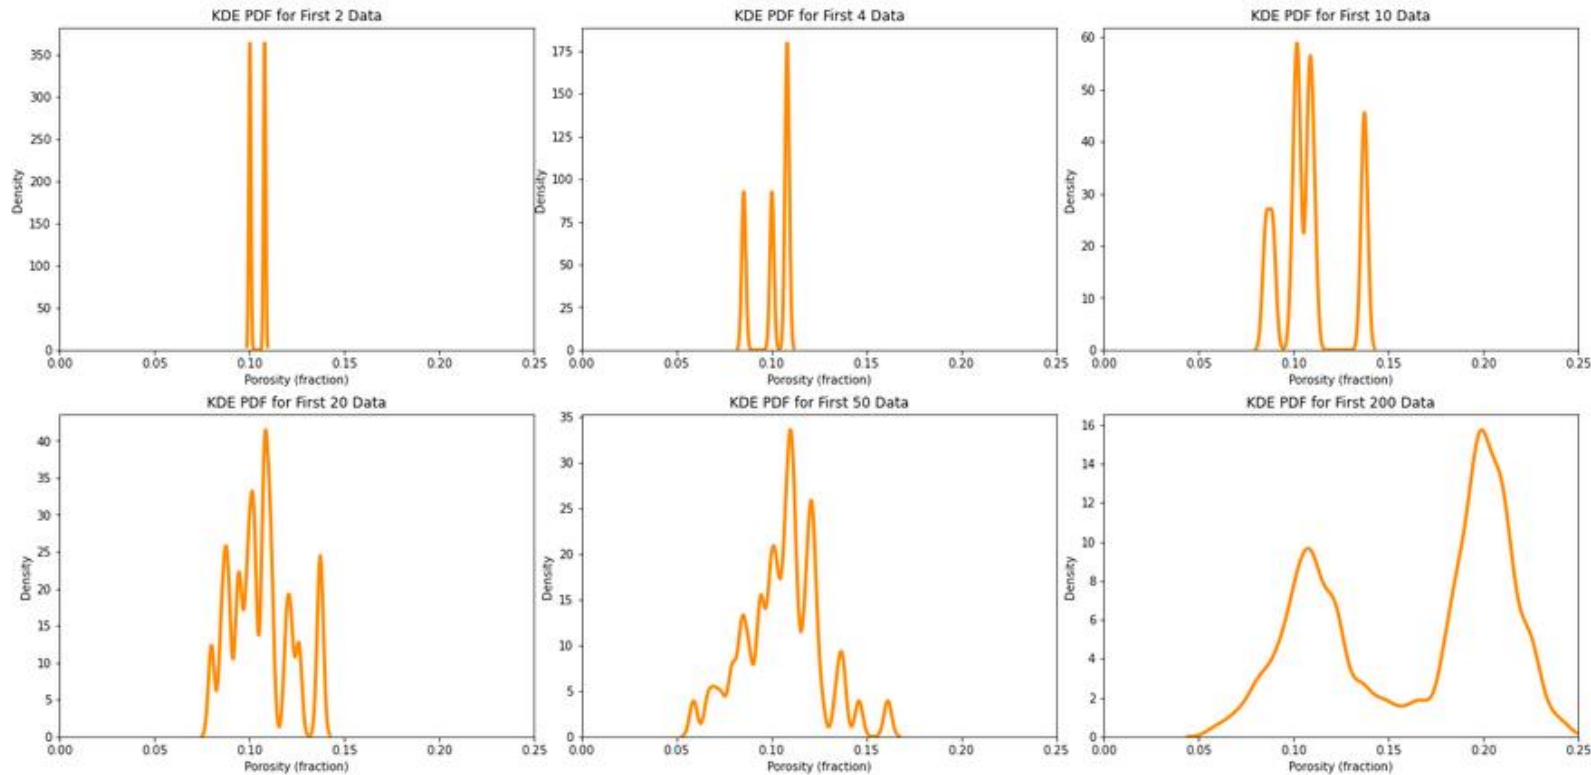 KDE PDF for First 2 Data
350
300
250
200
150
100
50
0
Density
0.00 0.05 0.10 0.15 0.20 0.25
Porosity (fraction)
KDE PDF for First 4 Data
175
150
125
100
75
50
25
0
Density
0.00 0.05 0.10 0.15 0.20 0.25
Porosity (fraction)
KDE PDF for First 10 Data
60
50
40
30
20
10
0
Density
0.00 0.05 0.10 0.15 0.20 0.25
Porosity (fraction)
KDE PDF for First 20 Data
40
35
30
25
20
15
10
5
0
Density
0.00 0.05 0.10 0.15 0.20 0.25
Porosity (fraction)
KDE PDF for First 50 Data
35
30
25
20
15
10
5
0
Density
0.00 0.05 0.10 0.15 0.20 0.25
Porosity (fraction)
KDE PDF for First 200 Data
16
14
12
10
8
6
4
2
0
Density
0.00 0.05 0.10 0.15 0.20 0.25
Porosity (fraction)